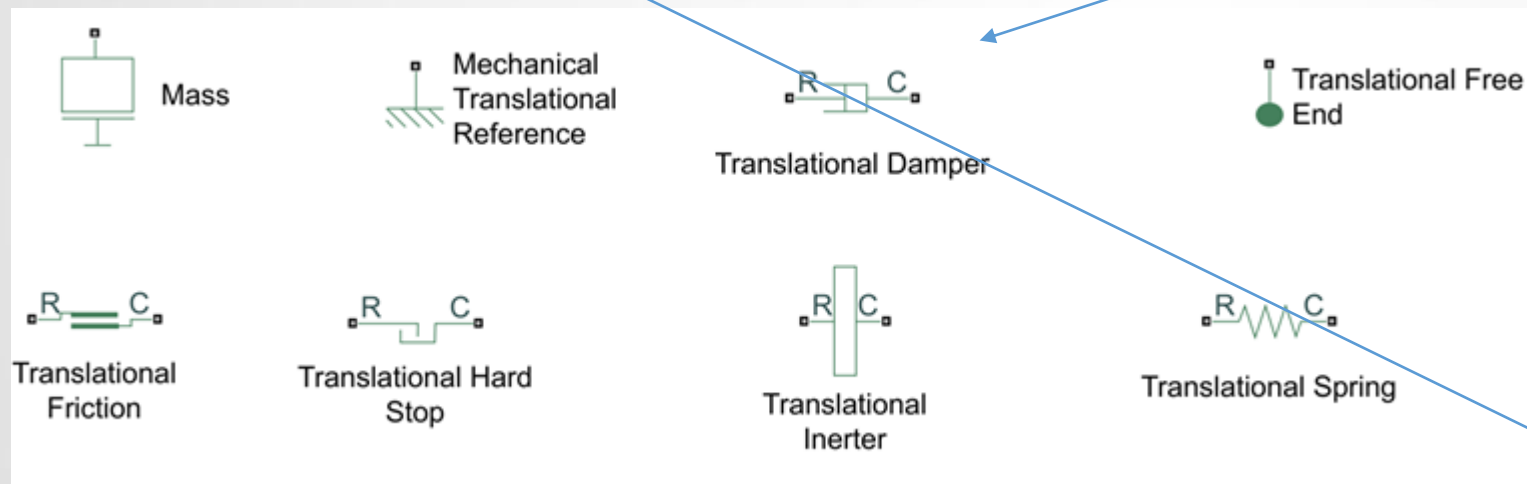 Mass
Mechanical
Translational
Reference
R C
Translational Damper
Translational Free
End
R C
Translational
Friction
R C
Translational Hard
Stop
R C
Translational
Inerter
R C
Translational Spring